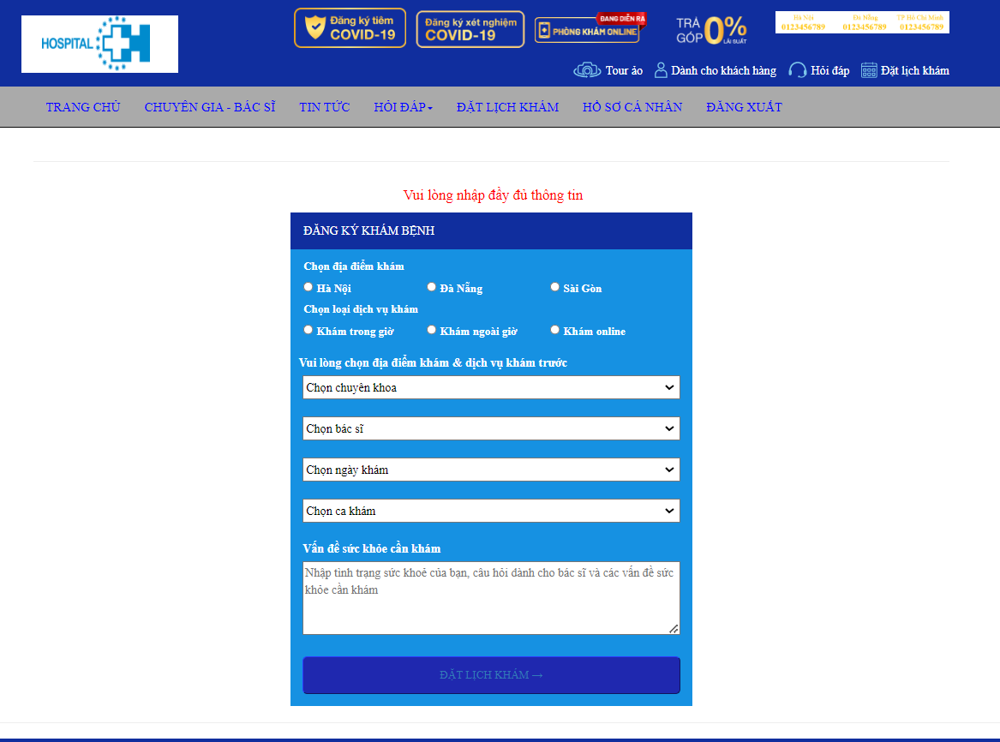 HOSPITAL
Đăng ký tiêm
COVID-19
Đăng ký xét nghiệm
COVID-19
ĐANG DIỄN RA
PHÒNG KHÁM ONLINE
TRẢ GÓP 0% LÃI SUẤT
Hà Nội Đà Nẵng TP Hồ Chí Minh
0123456789 0123456789 0123456789
Tour ảo Dành cho khách hàng Hỏi đáp Đặt lịch khám
TRANG CHỦ CHUYÊN GIA - BÁC SĨ TIN TỨC HỎI ĐÁP ĐẶT LỊCH KHÁM HỒ SƠ CÁ NHÂN ĐĂNG XUẤT
Vui lòng nhập đầy đủ thông tin
ĐĂNG KÝ KHÁM BỆNH
Chọn địa điểm khám
Hà Nội Đà Nẵng Sài Gòn
Chọn loại dịch vụ khám
Khám trong giờ Khám ngoài giờ Khám online
Vui lòng chọn địa điểm khám & dịch vụ khám trước
Chọn chuyên khoa
Chọn bác sĩ
Chọn ngày khám
Chọn ca khám
Vấn đề sức khỏe cần khám
Nhập tình trạng sức khoẻ của bạn, câu hỏi dành cho bác sĩ và các vấn đề sức
khỏe cần khám
ĐẶT LỊCH KHÁM →